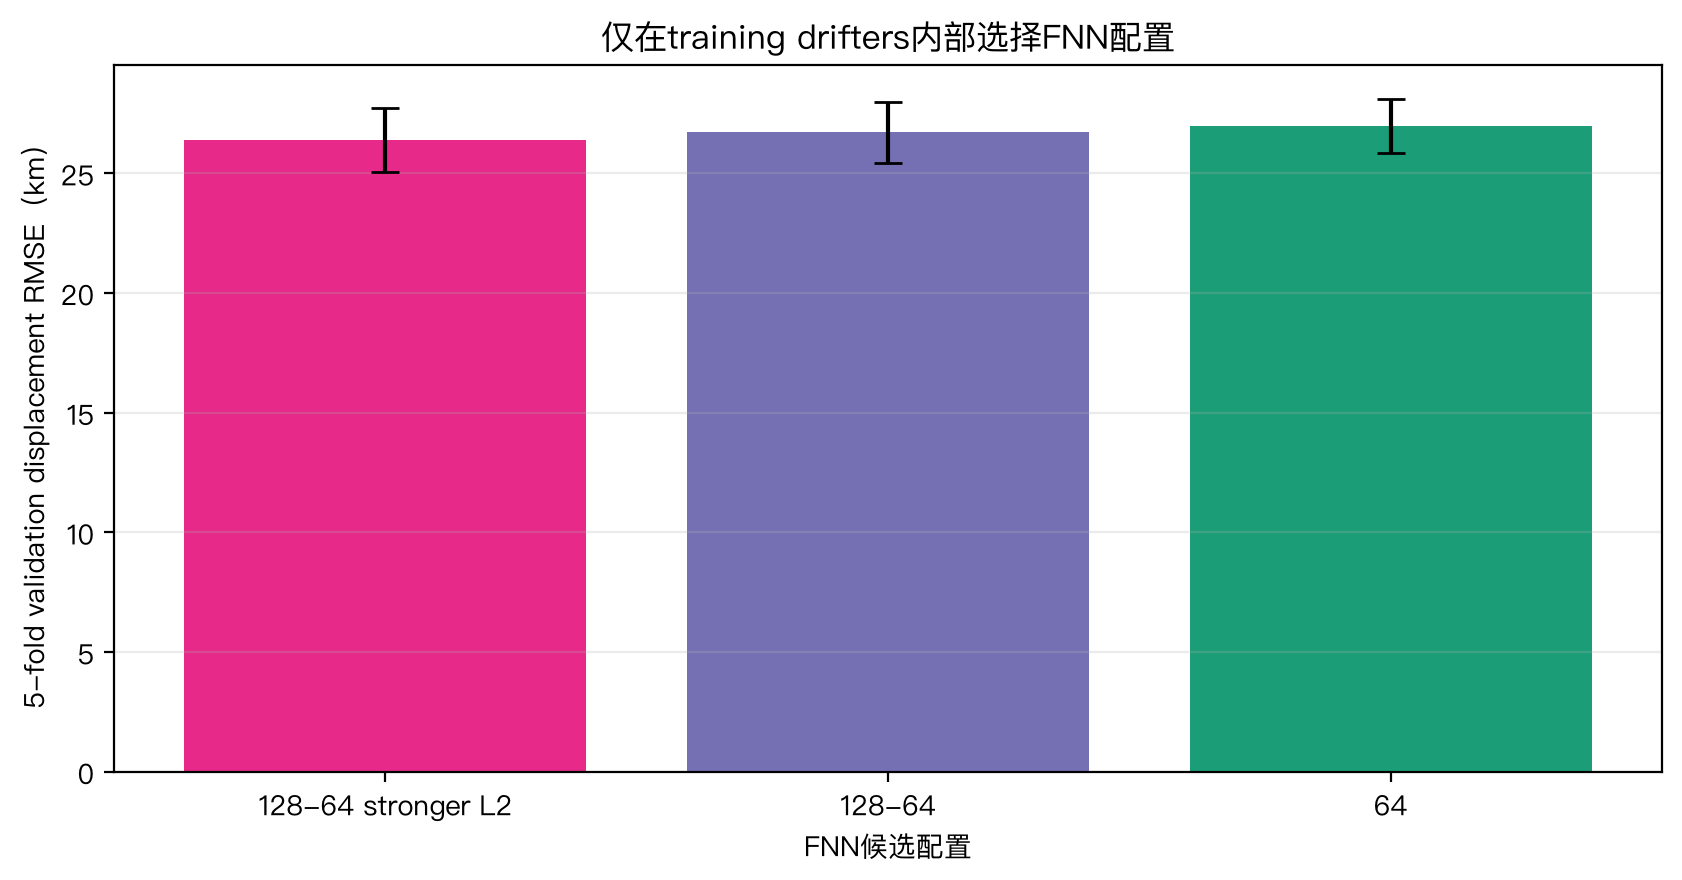 仅在training drifters内部选择FNN配置
5-fold validation displacement RMSE (km)
25
20
15
10
5
0
128-64 stronger L2
128-64
64
FNN候选配置